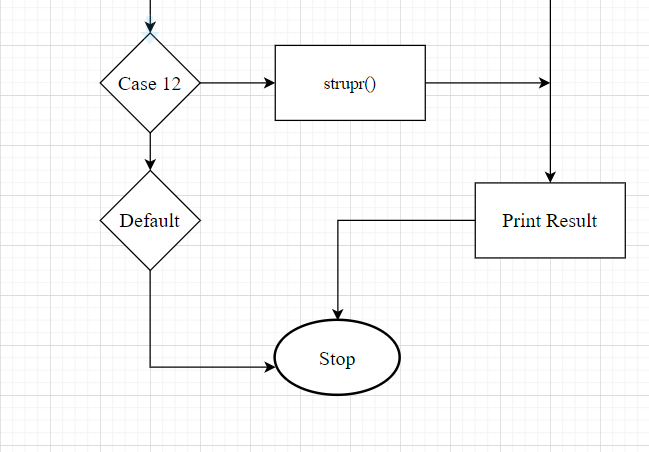 Case 12
strupr()
Default
Print Result
Stop